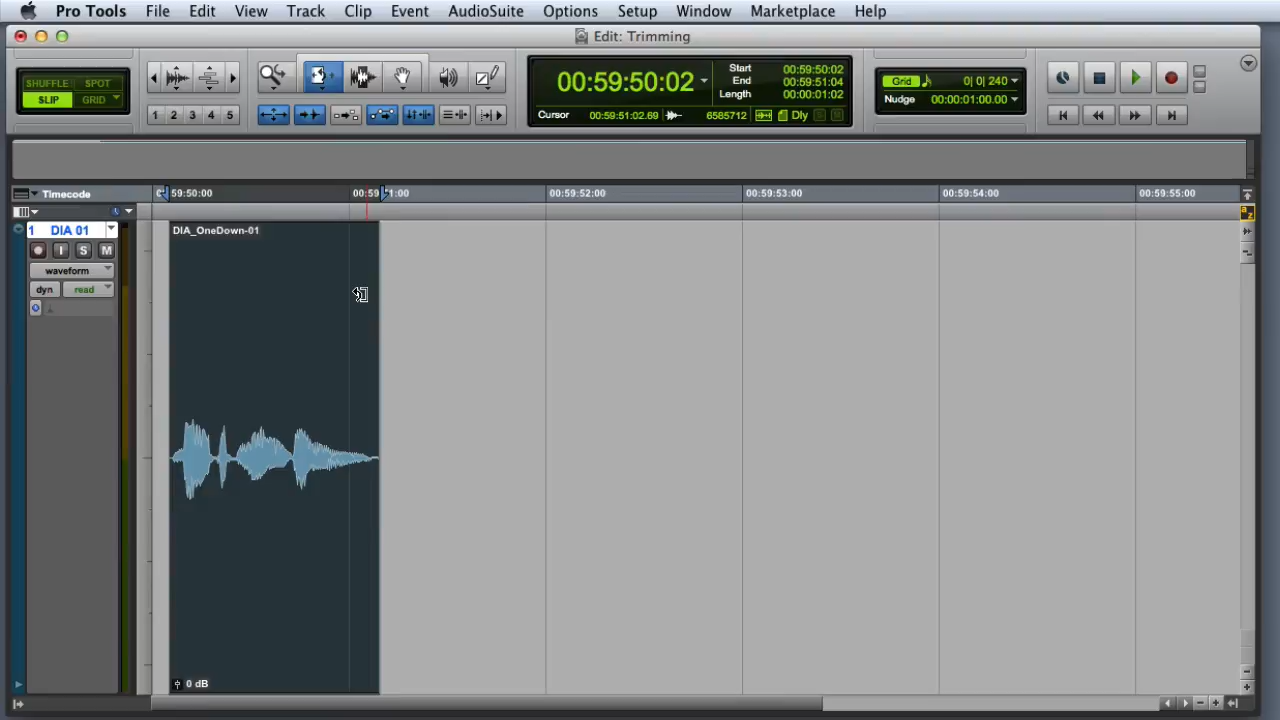 Pro Tools File Edit View Track Clip Event AudioSuite Options Setup Window Marketplace Help
Edit: Trimming
SHUFFLE SPOT
SLIP GRID
1 2 3 4 5
00:59:50:02
Start 00:59:50:02
End 00:59:51:04
Length 00:00:01:02
Cursor 00:59:51:02.69 6585712 Dly
Grid 0| 0| 240
Nudge 00:00:01:00.00
Timecode 59:50:00 00:59 1:00 00:59:52:00 00:59:53:00 00:59:54:00 00:59:55:00
1 DIA 01
I S M
waveform
dyn read
DIA_OneDown-01
0 dB
a z